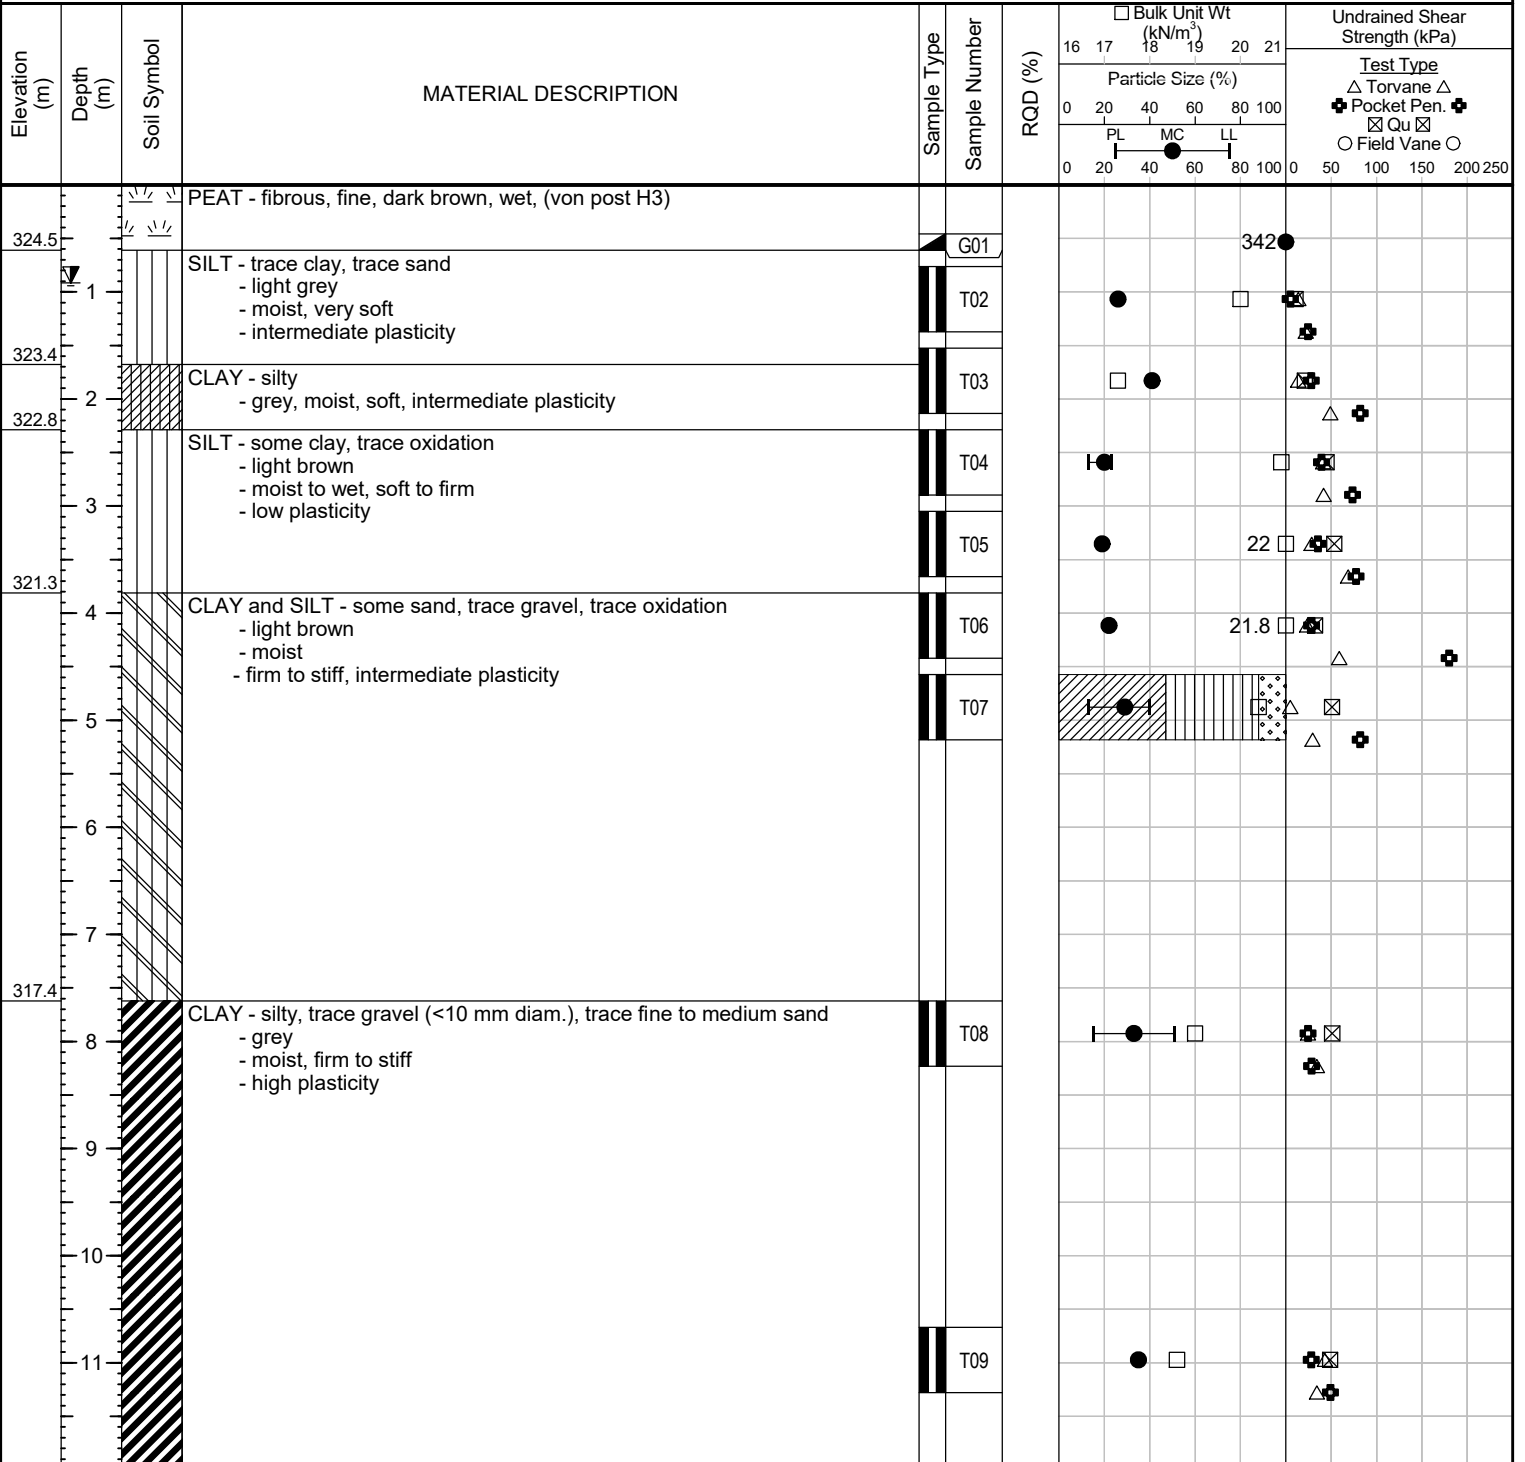 Elevation (m)
Depth (m)
Soil Symbol
MATERIAL DESCRIPTION
Sample Type
Sample Number
RQD (%)
Bulk Unit Wt
(kN/m³)
16 17 18 19 20 21
Particle Size (%)
0 20 40 60 80 100
PL MC LL
0 20 40 60 80 100
Undrained Shear
Strength (kPa)
Test Type
Torvane
Pocket Pen.
Qu
Field Vane
0 50 100 150 200 250
PEAT - fibrous, fine, dark brown, wet, (von post H3)
324.5
G01
342
SILT - trace clay, trace sand
- light grey
- moist, very soft
- intermediate plasticity
1
T02
323.4
CLAY - silty
- grey, moist, soft, intermediate plasticity
T03
2
322.8
SILT - some clay, trace oxidation
- light brown
- moist to wet, soft to firm
- low plasticity
T04
3
T05
22
321.3
CLAY and SILT - some sand, trace gravel, trace oxidation
- light brown
- moist
- firm to stiff, intermediate plasticity
4
T06
21.8
T07
5
6
7
317.4
CLAY - silty, trace gravel (<10 mm diam.), trace fine to medium sand
- grey
- moist, firm to stiff
- high plasticity
T08
8
9
10
11
T09